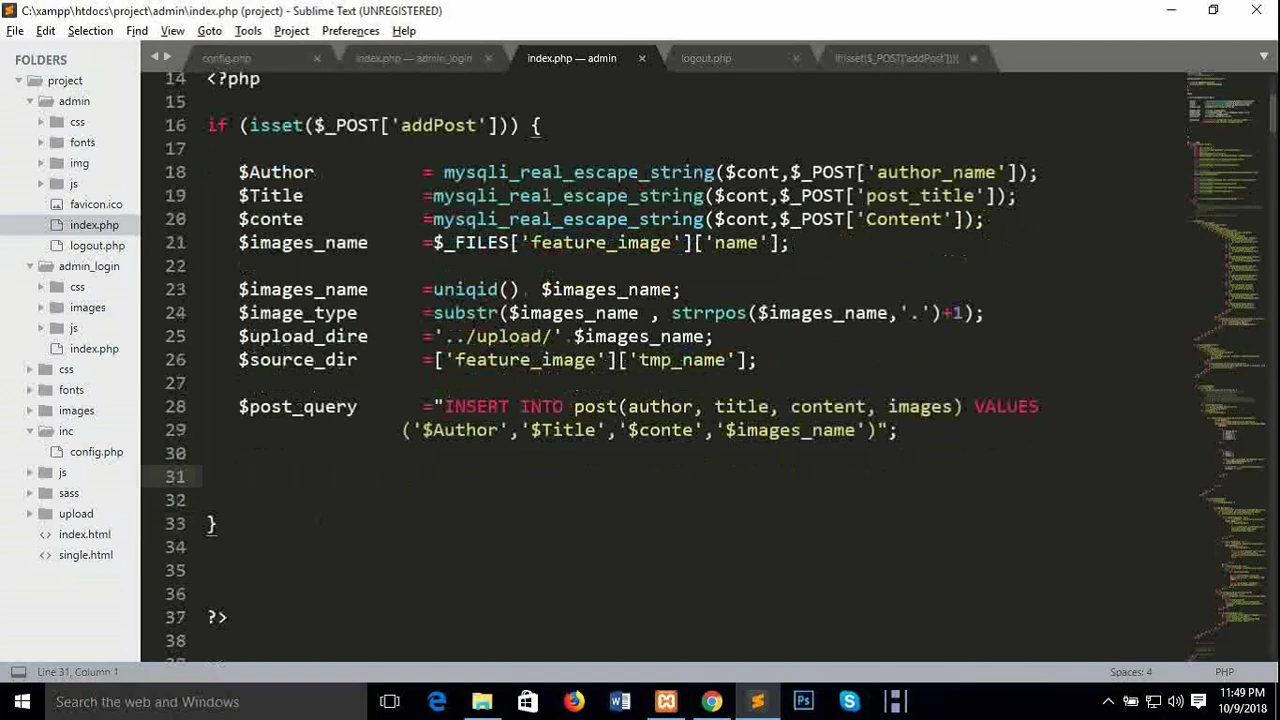 C:\xampp\htdocs\project\admin\index.php (project) - Sublime Text (UNREGISTERED)
File Edit Selection Find View Goto Tools Project Preferences Help
FOLDERS
project
admin
css
fonts
img
js
favicon.ico
index.php
logout.php
admin_login
css
images
js
index.php
css
fonts
images
inc
config.php
js
sass
upload
index.html
single.html
config.php × index.php — admin_login × index.php — admin × logout.php × if(isset($_POST['addPost'])){
14 <?php
15
16 if (isset($_POST['addPost'])) {
17
18 $Author = mysqli_real_escape_string($cont,$_POST['author_name']);
19 $Title =mysqli_real_escape_string($cont,$_POST['post_title']);
20 $conte =mysqli_real_escape_string($cont,$_POST['Content']);
21 $images_name =$_FILES['feature_image']['name'];
22
23 $images_name =uniqid(). $images_name;
24 $image_type =substr($images_name , strrpos($images_name,'.')+1);
25 $upload_dire ='../upload/'.$images_name;
26 $source_dir =['feature_image']['tmp_name'];
27
28 $post_query ="INSERT INTO post(author, title, content, images) VALUES
29 ('$Author','$Title','$conte','$images_name')";
30
31
32
33 }
34
35
36
37 ?>
38
Line 31, Column 1 Spaces: 4 PHP
Search the web and Windows
11:49 PM
10/9/2018